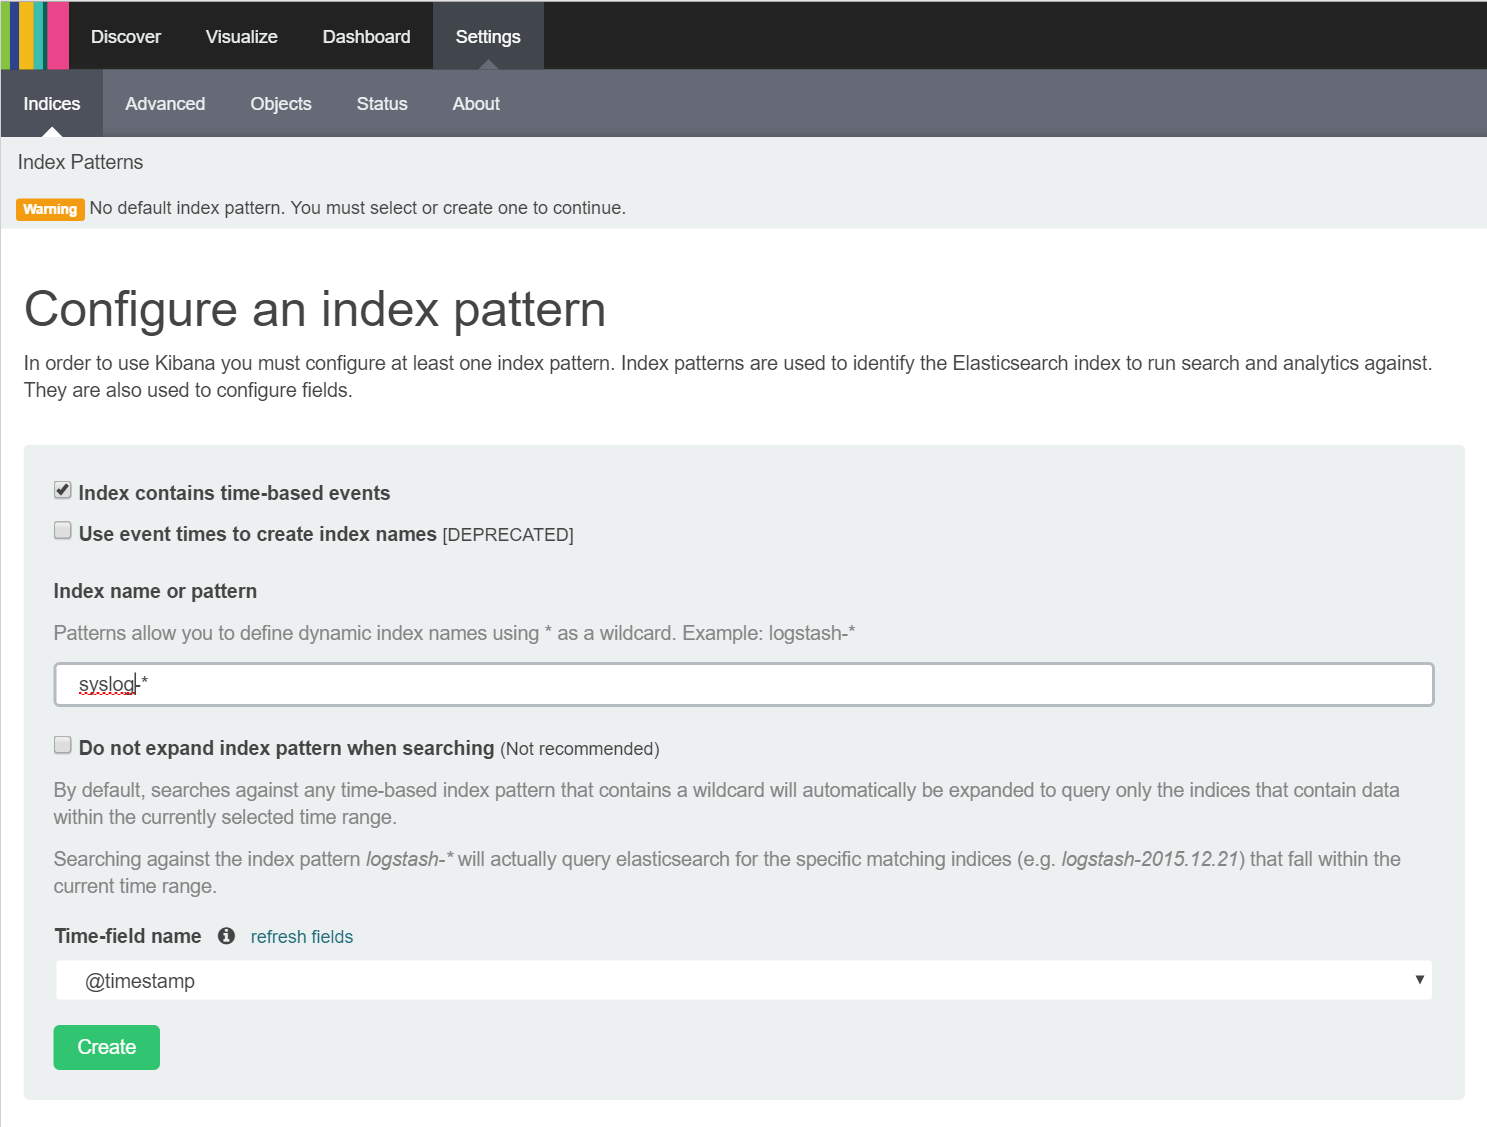 Discover Visualize Dashboard Settings
Indices Advanced Objects Status About
Index Patterns
Warning No default index pattern. You must select or create one to continue.
Configure an index pattern
In order to use Kibana you must configure at least one index pattern. Index patterns are used to identify the Elasticsearch index to run search and analytics against.
They are also used to configure fields.
Index contains time-based events
Use event times to create index names [DEPRECATED]
Index name or pattern
Patterns allow you to define dynamic index names using * as a wildcard. Example: logstash-*
syslog-*
Do not expand index pattern when searching (Not recommended)
By default, searches against any time-based index pattern that contains a wildcard will automatically be expanded to query only the indices that contain data
within the currently selected time range.
Searching against the index pattern logstash-* will actually query elasticsearch for the specific matching indices (e.g. logstash-2015.12.21) that fall within the
current time range.
Time-field name refresh fields
@timestamp
Create